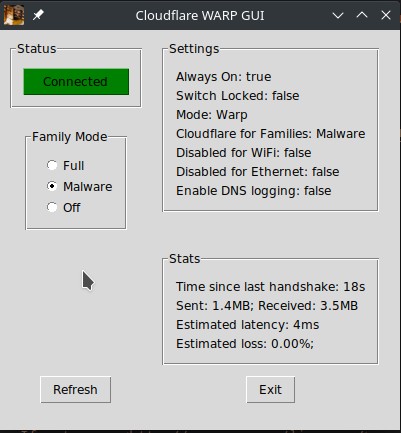 Cloudflare WARP GUI
Status
Connected
Family Mode
Full
Malware
Off
Settings
Always On: true
Switch Locked: false
Mode: Warp
Cloudflare for Families: Malware
Disabled for WiFi: false
Disabled for Ethernet: false
Enable DNS logging: false
Stats
Time since last handshake: 18s
Sent: 1.4MB; Received: 3.5MB
Estimated latency: 4ms
Estimated loss: 0.00%;
Refresh
Exit